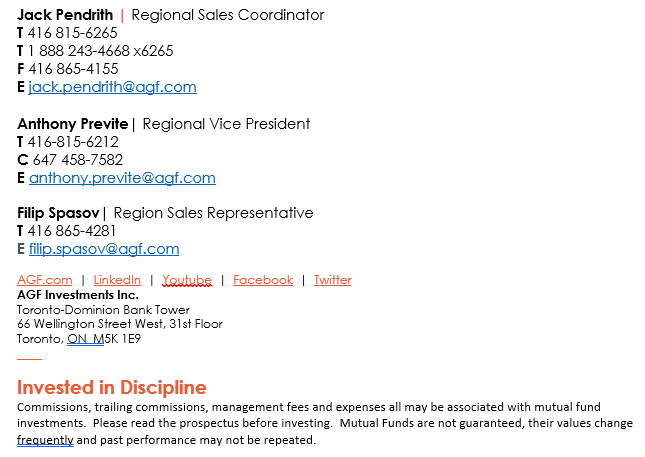 Jack Pendrith | Regional Sales Coordinator
T 416 815-6265
T 1 888 243-4668 x6265
F 416 865-4155
E jack.pendrith@agf.com
Anthony Previte| Regional Vice President
T 416-815-6212
C 647 458-7582
E anthony.previte@agf.com
Filip Spasov| Region Sales Representative
T 416 865-4281
E filip.spasov@agf.com
AGF.com | LinkedIn | Youtube | Facebook | Twitter
AGF Investments Inc.
Toronto-Dominion Bank Tower
66 Wellington Street West, 31st Floor
Toronto, ON M5K 1E9
Invested in Discipline
Commissions, trailing commissions, management fees and expenses all may be associated with mutual fund
investments. Please read the prospectus before investing. Mutual Funds are not guaranteed, their values change
frequently and past performance may not be repeated.